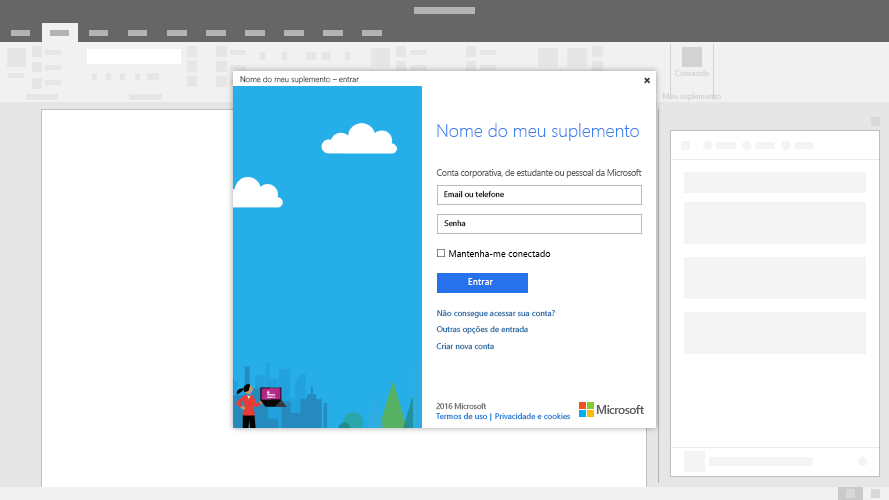 Comando
Meu suplemento
Nome do meu suplemento – entrar
Nome do meu suplemento
Conta corporativa, de estudante ou pessoal da Microsoft
Email ou telefone
Senha
Mantenha-me conectado
Entrar
Não consegue acessar sua conta?
Outras opções de entrada
Criar nova conta
2016 Microsoft
Termos de uso | Privacidade e cookies
Microsoft